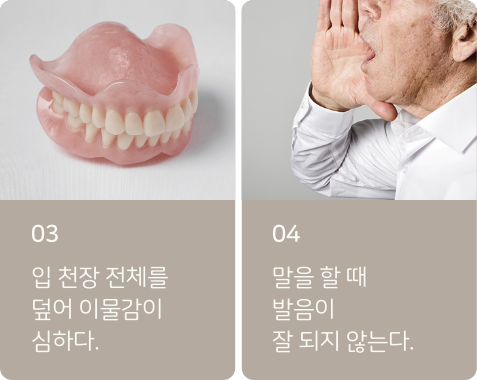 03
입 천장 전체를
덮어 이물감이
심하다.
04
말을 할 때
발음이
잘 되지 않는다.